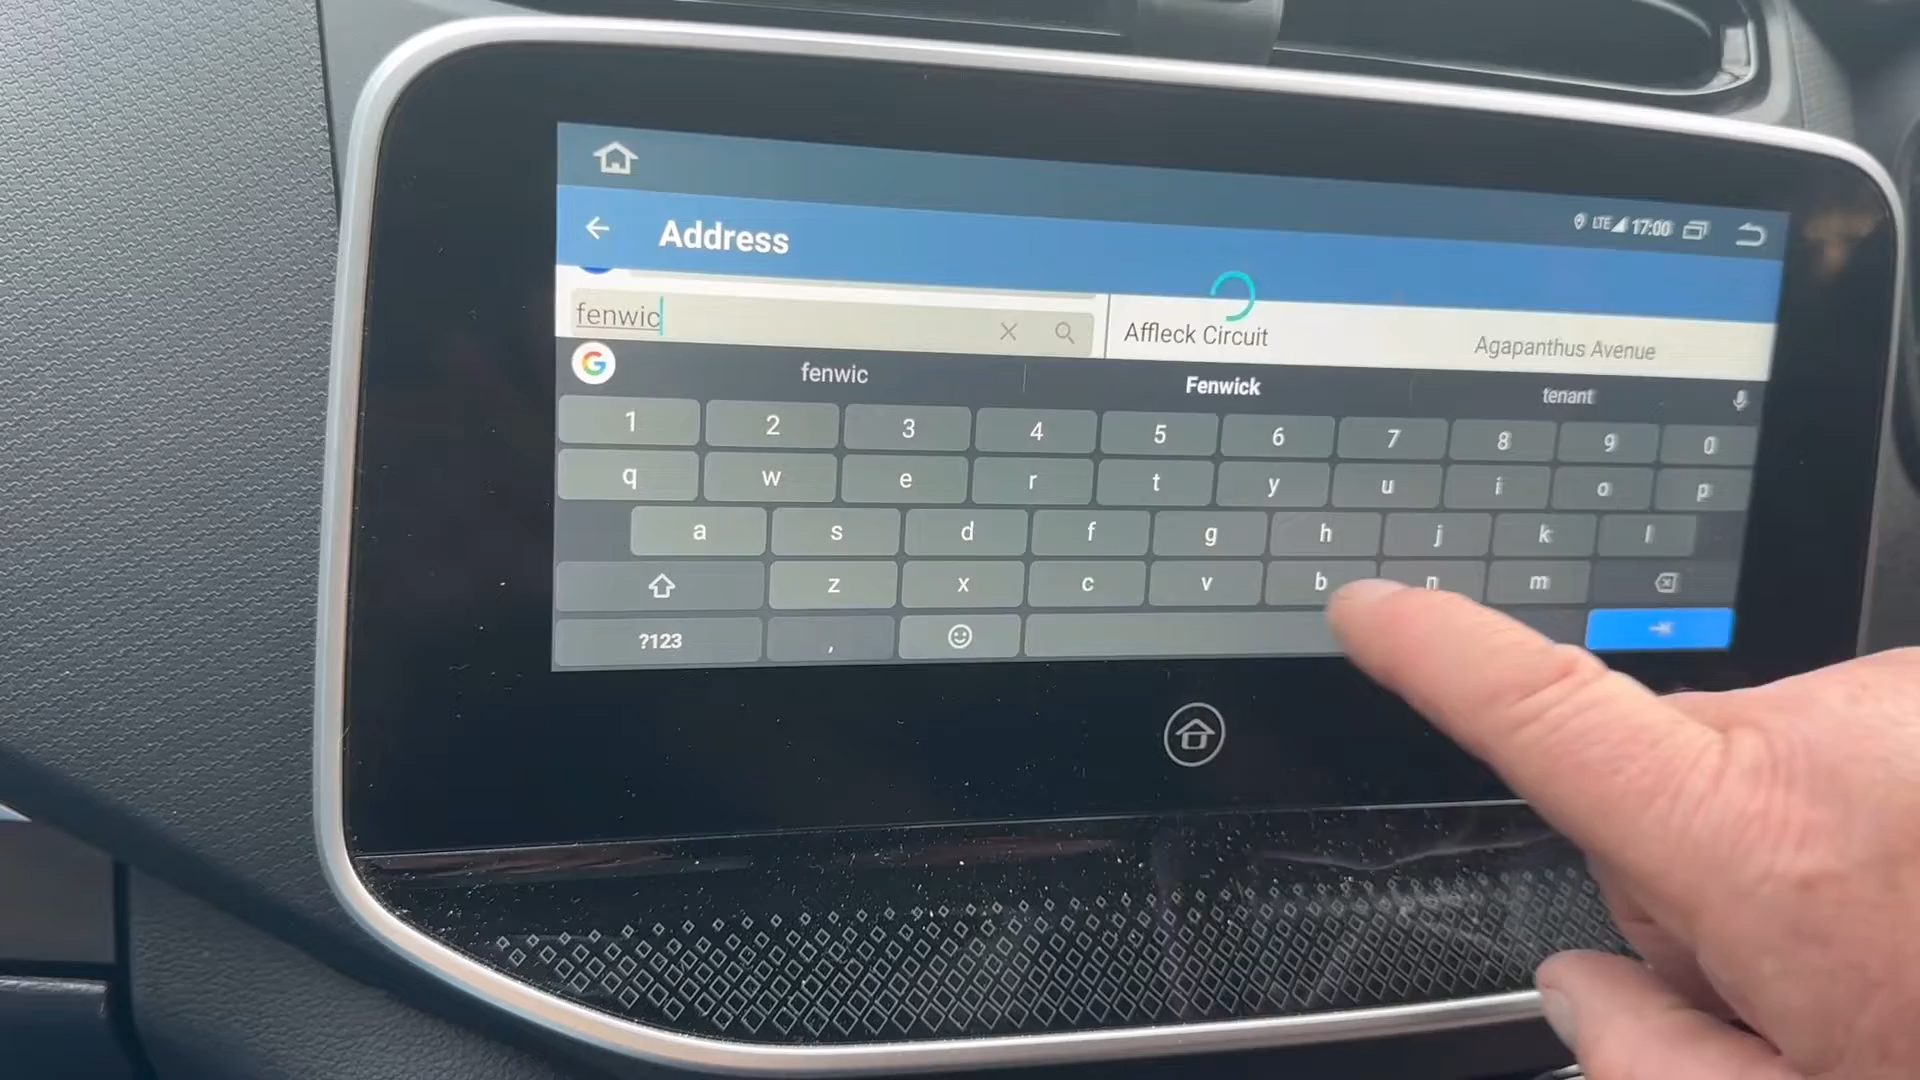 LTE 17:00
Address
fenwic
Affleck Circuit
Agapanthus Avenue
G fenwic Fenwick tenant
1 2 3 4 5 6 7 8 9 0
q w e r t y u i o p
a s d f g h j k l
z x c v b n m
?123 ,